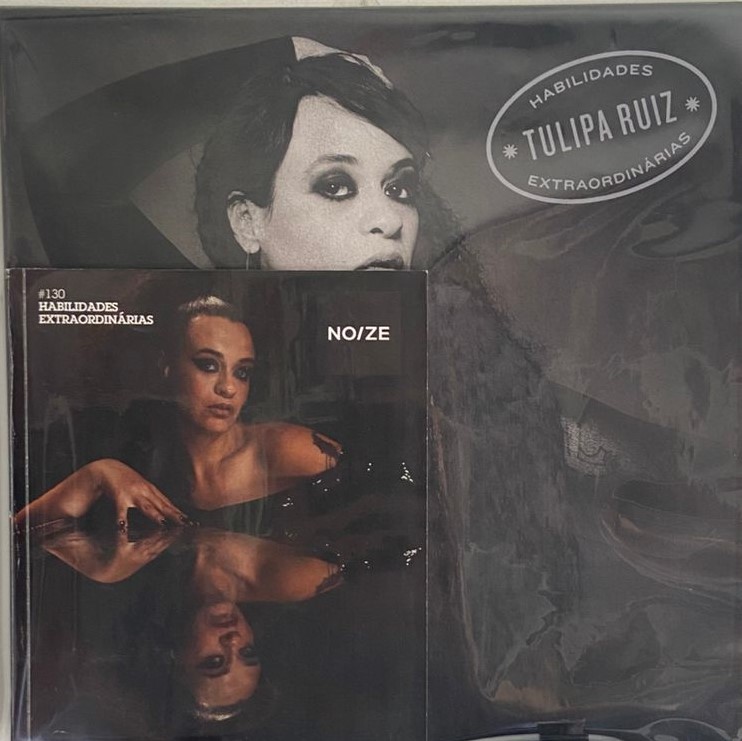 HABILIDADES
* TULIPA RUIZ *
EXTRAORDINÁRIAS
#130
HABILIDADES
EXTRAORDINÁRIAS
NO/ZE